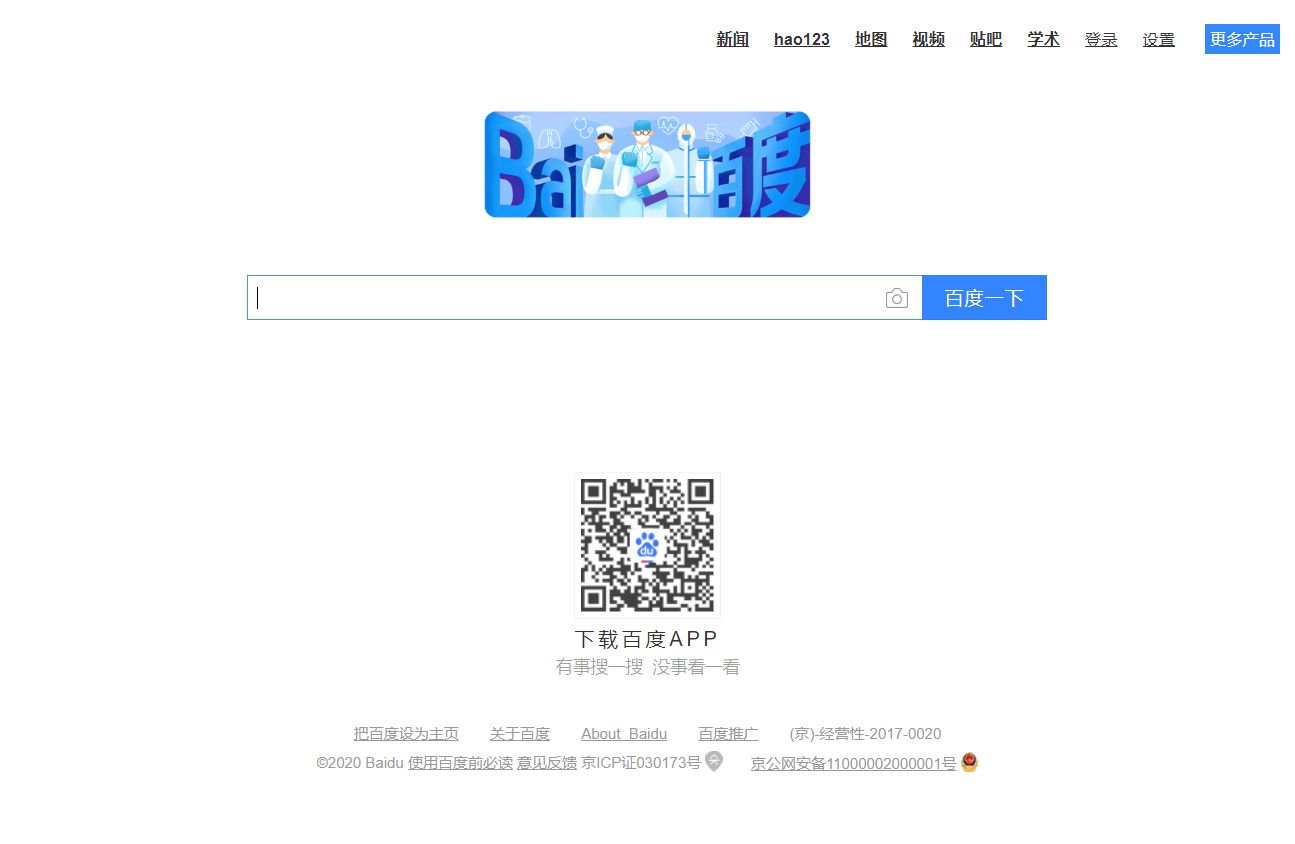 新闻 hao123 地图 视频 贴吧 学术 登录 设置 更多产品
Bai 百度
百度一下
du
下载百度APP
有事搜一搜 没事看一看
把百度设为主页 关于百度 About Baidu 百度推广 (京)-经营性-2017-0020
©2020 Baidu 使用百度前必读 意见反馈 京ICP证030173号 京公网安备11000002000001号